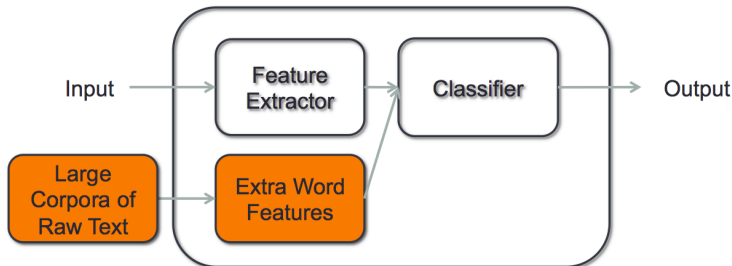 Input
Feature
Extractor
Classifier
Output
Large
Corpora of
Raw Text
Extra Word
Features